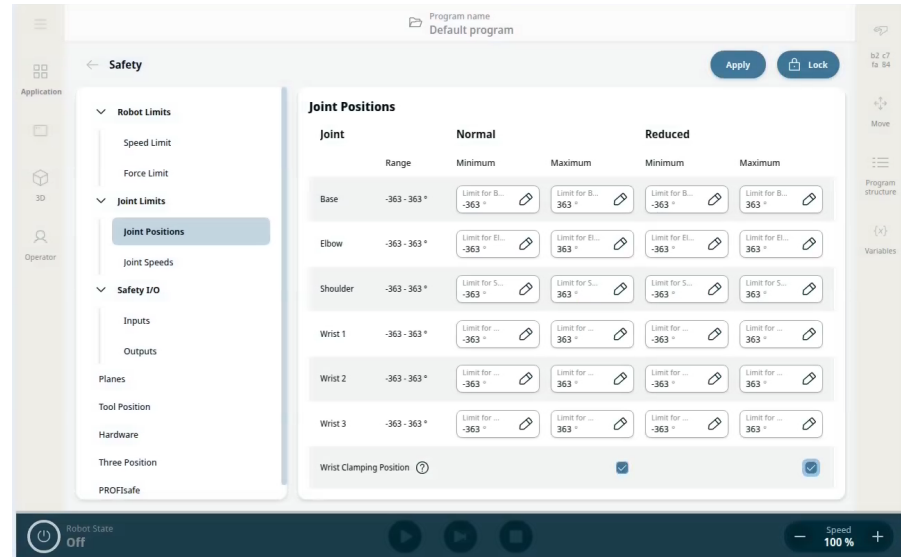 Program name
Default program
Safety
Apply
Lock
b2 c7
fa 94
Application
3D
Operator
Move
Program
structure
{x}
Variables
Robot Limits
Speed Limit
Force Limit
Joint Limits
Joint Positions
Joint Speeds
Safety I/O
Inputs
Outputs
Planes
Tool Position
Hardware
Three Position
PROFIsafe
Joint Positions
Joint Normal Reduced
Range Minimum Maximum Minimum Maximum
Limit for B... Limit for B... Limit for B... Limit for B...
Base -363 - 363 ° -363 ° 363 ° -363 ° 363 °
Limit for El... Limit for El... Limit for El... Limit for El...
Elbow -363 - 363 ° -363 ° 363 ° -363 ° 363 °
Limit for S... Limit for S... Limit for S... Limit for S...
Shoulder -363 - 363 ° -363 ° 363 ° -363 ° 363 °
Limit for ... Limit for ... Limit for ... Limit for ...
Wrist 1 -363 - 363 ° -363 ° 363 ° -363 ° 363 °
Limit for ... Limit for ... Limit for ... Limit for ...
Wrist 2 -363 - 363 ° -363 ° 363 ° -363 ° 363 °
Limit for ... Limit for ... Limit for ... Limit for ...
Wrist 3 -363 - 363 ° -363 ° 363 ° -363 ° 363 °
Wrist Clamping Position ?
Robot State
Off
Speed
100 %